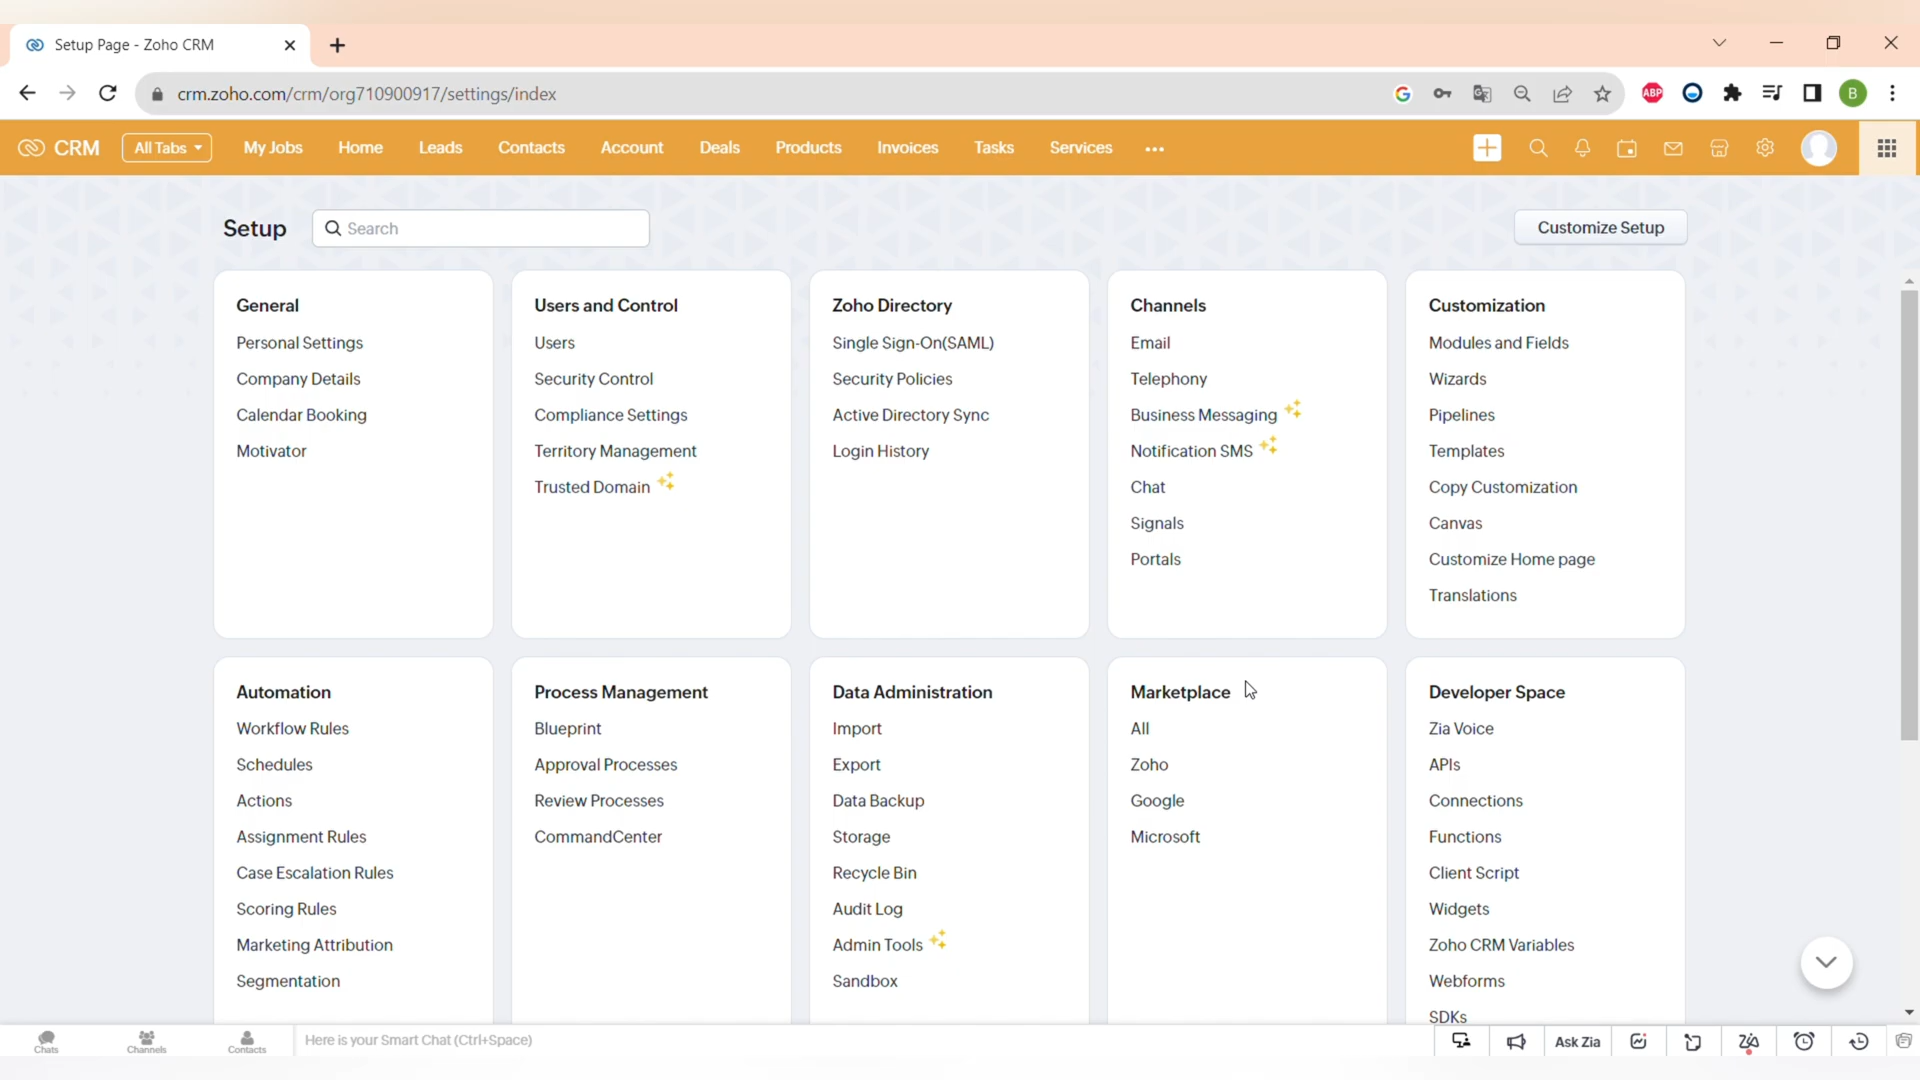 Setup Page - Zoho CRM
crm.zoho.com/crm/org710900917/settings/index
ABP
B
CRM
All Tabs
My Jobs
Home
Leads
Contacts
Account
Deals
Products
Invoices
Tasks
Services
...
Setup
Search
Customize Setup
General
Personal Settings
Company Details
Calendar Booking
Motivator
Users and Control
Users
Security Control
Compliance Settings
Territory Management
Trusted Domain
Zoho Directory
Single Sign-On(SAML)
Security Policies
Active Directory Sync
Login History
Channels
Email
Telephony
Business Messaging
Notification SMS
Chat
Signals
Portals
Customization
Modules and Fields
Wizards
Pipelines
Templates
Copy Customization
Canvas
Customize Home page
Translations
Automation
Workflow Rules
Schedules
Actions
Assignment Rules
Case Escalation Rules
Scoring Rules
Marketing Attribution
Segmentation
Process Management
Blueprint
Approval Processes
Review Processes
CommandCenter
Data Administration
Import
Export
Data Backup
Storage
Recycle Bin
Audit Log
Admin Tools
Sandbox
Marketplace
All
Zoho
Google
Microsoft
Developer Space
Zia Voice
APIs
Connections
Functions
Client Script
Widgets
Zoho CRM Variables
Webforms
SDKs
Chats
Channels
Contacts
Here is your Smart Chat (Ctrl+Space)
Ask Zia